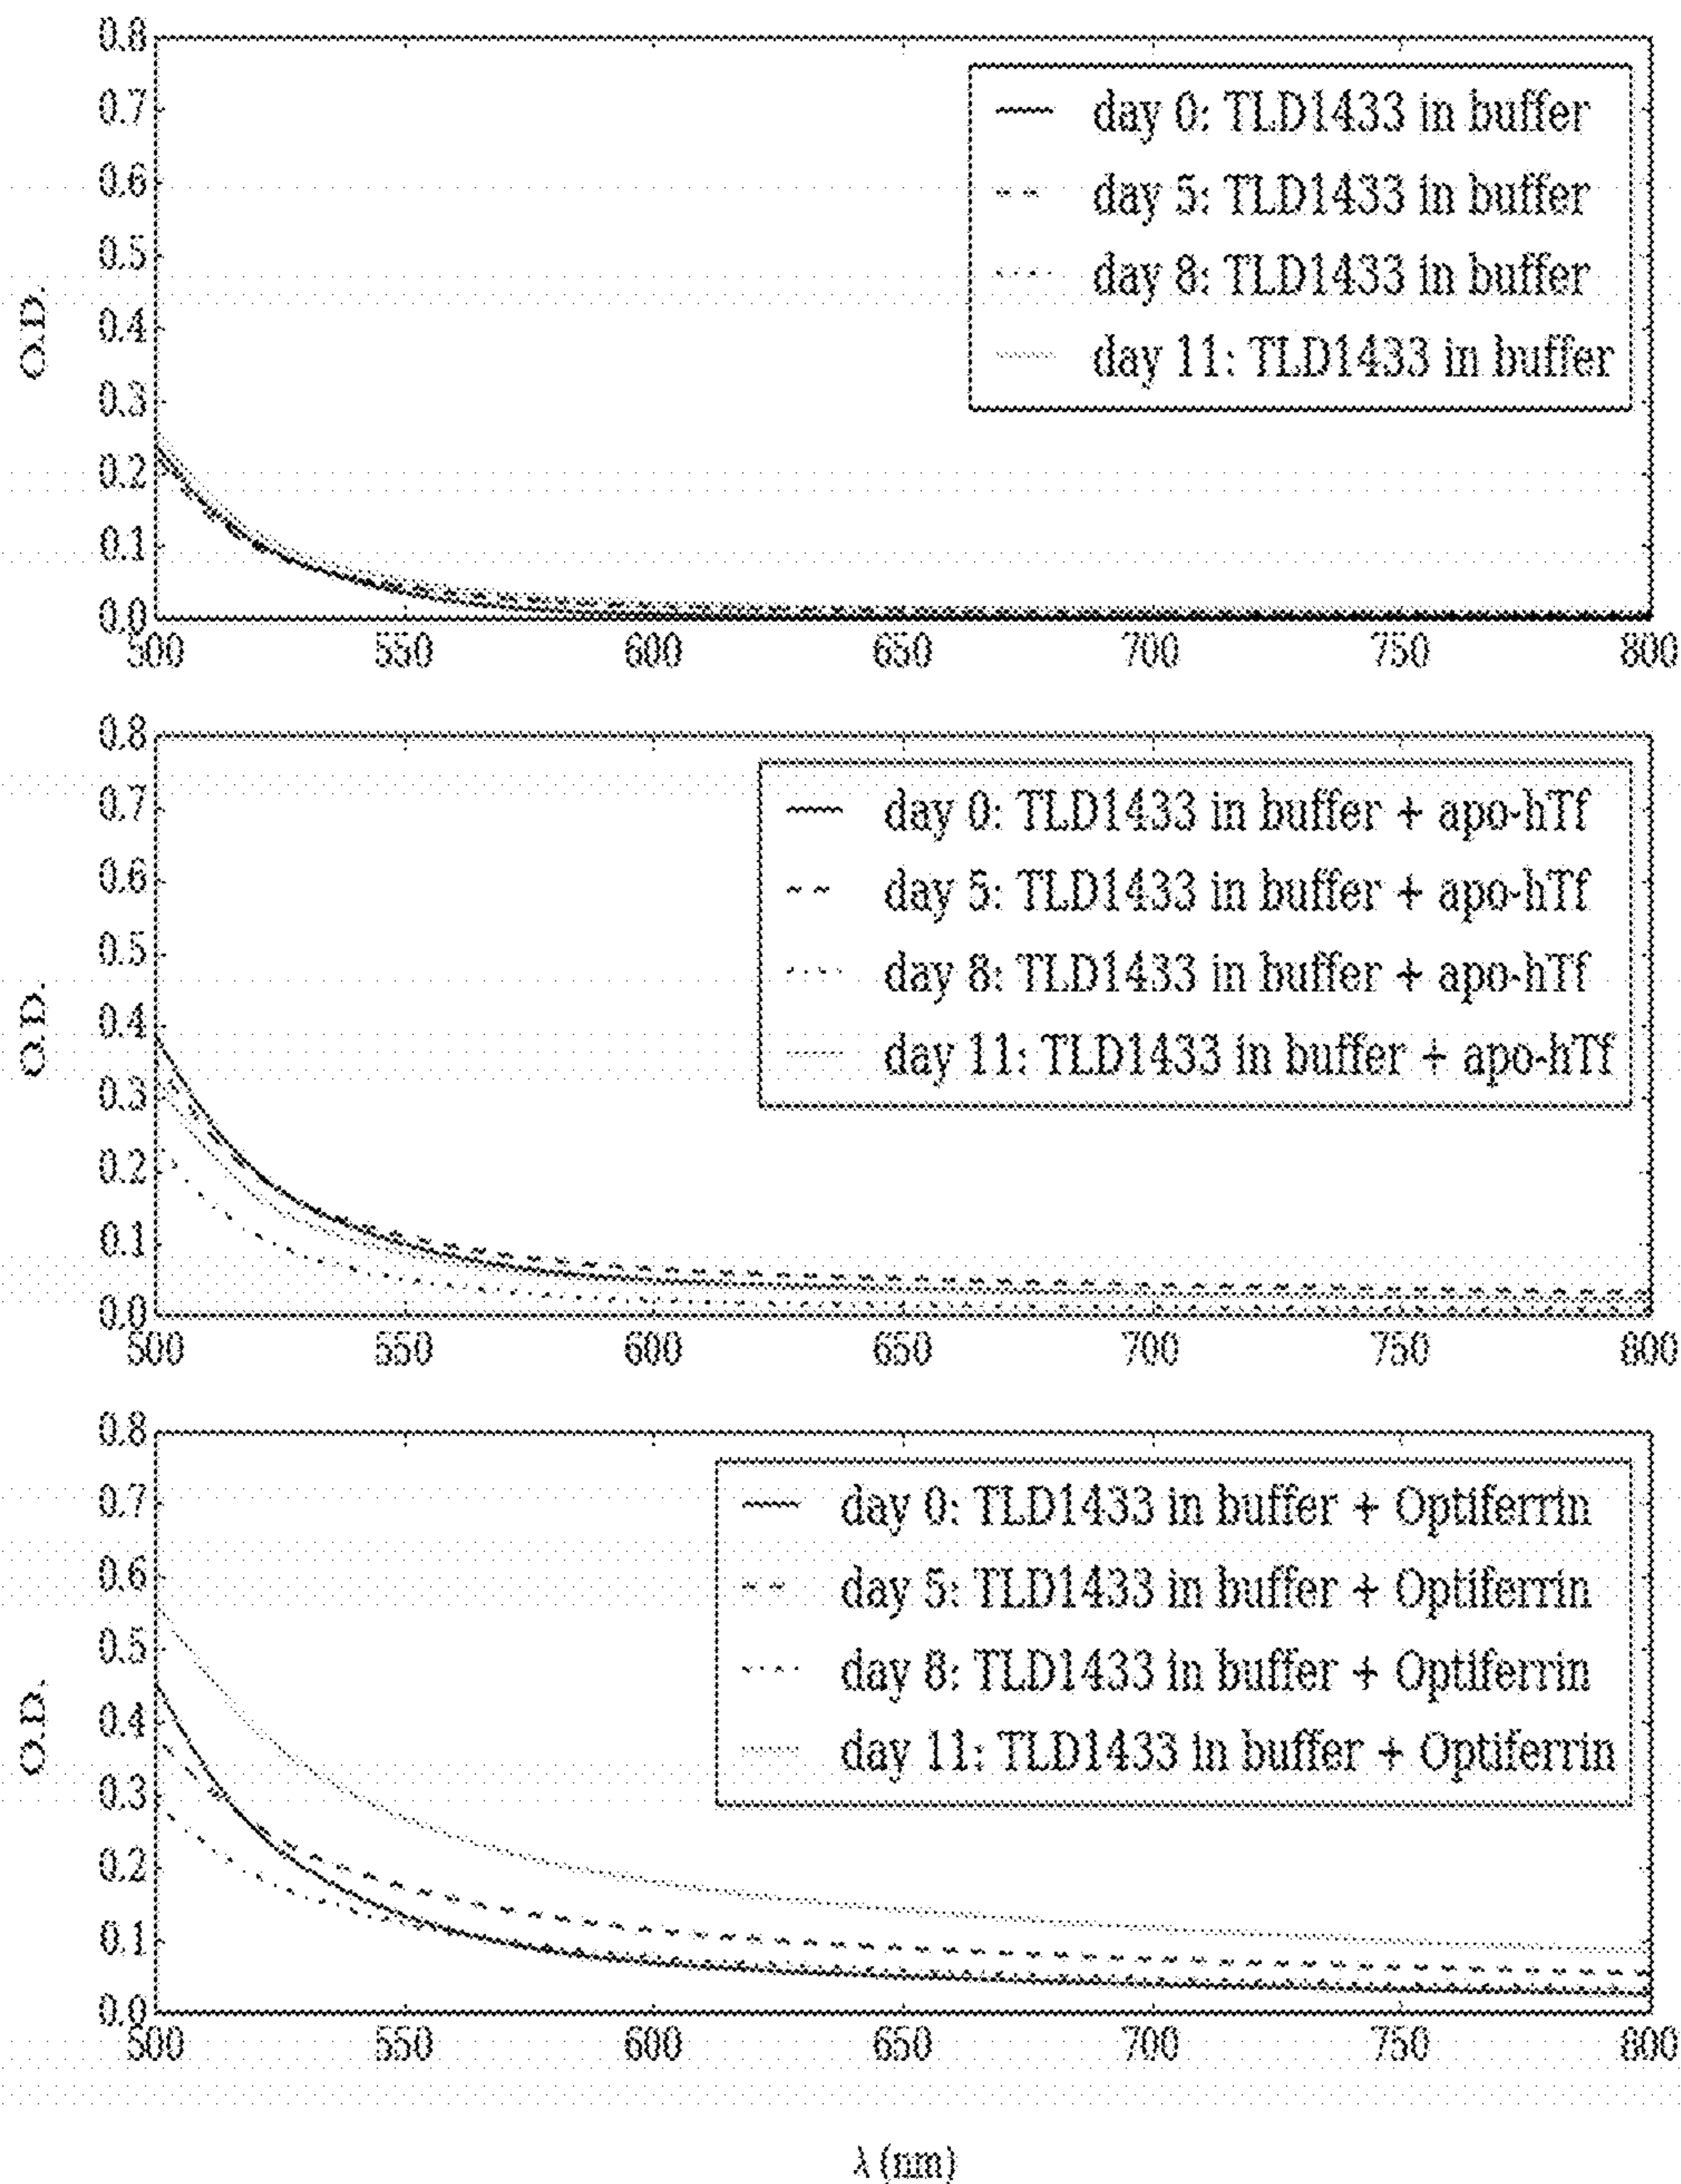 0.8
0.7
0.6
0.5
0.4
0.3
0.2
0.1
0.0
O.D.
day 0: TLD1433 in buffer
day 5: TLD1433 in buffer
day 8: TLD1433 in buffer
day 11: TLD1433 in buffer
500 550 600 650 700 750 800
0.8
0.7
0.6
0.5
0.4
0.3
0.2
0.1
0.0
O.D.
day 0: TLD1433 in buffer + apo-hTf
day 5: TLD1433 in buffer + apo-hTf
day 8: TLD1433 in buffer + apo-hTf
day 11: TLD1433 in buffer + apo-hTf
500 550 600 650 700 750 800
0.8
0.7
0.6
0.5
0.4
0.3
0.2
0.1
0.0
O.D.
day 0: TLD1433 in buffer + Optiferrin
day 5: TLD1433 in buffer + Optiferrin
day 8: TLD1433 in buffer + Optiferrin
day 11: TLD1433 in buffer + Optiferrin
500 550 600 650 700 750 800
λ (nm)